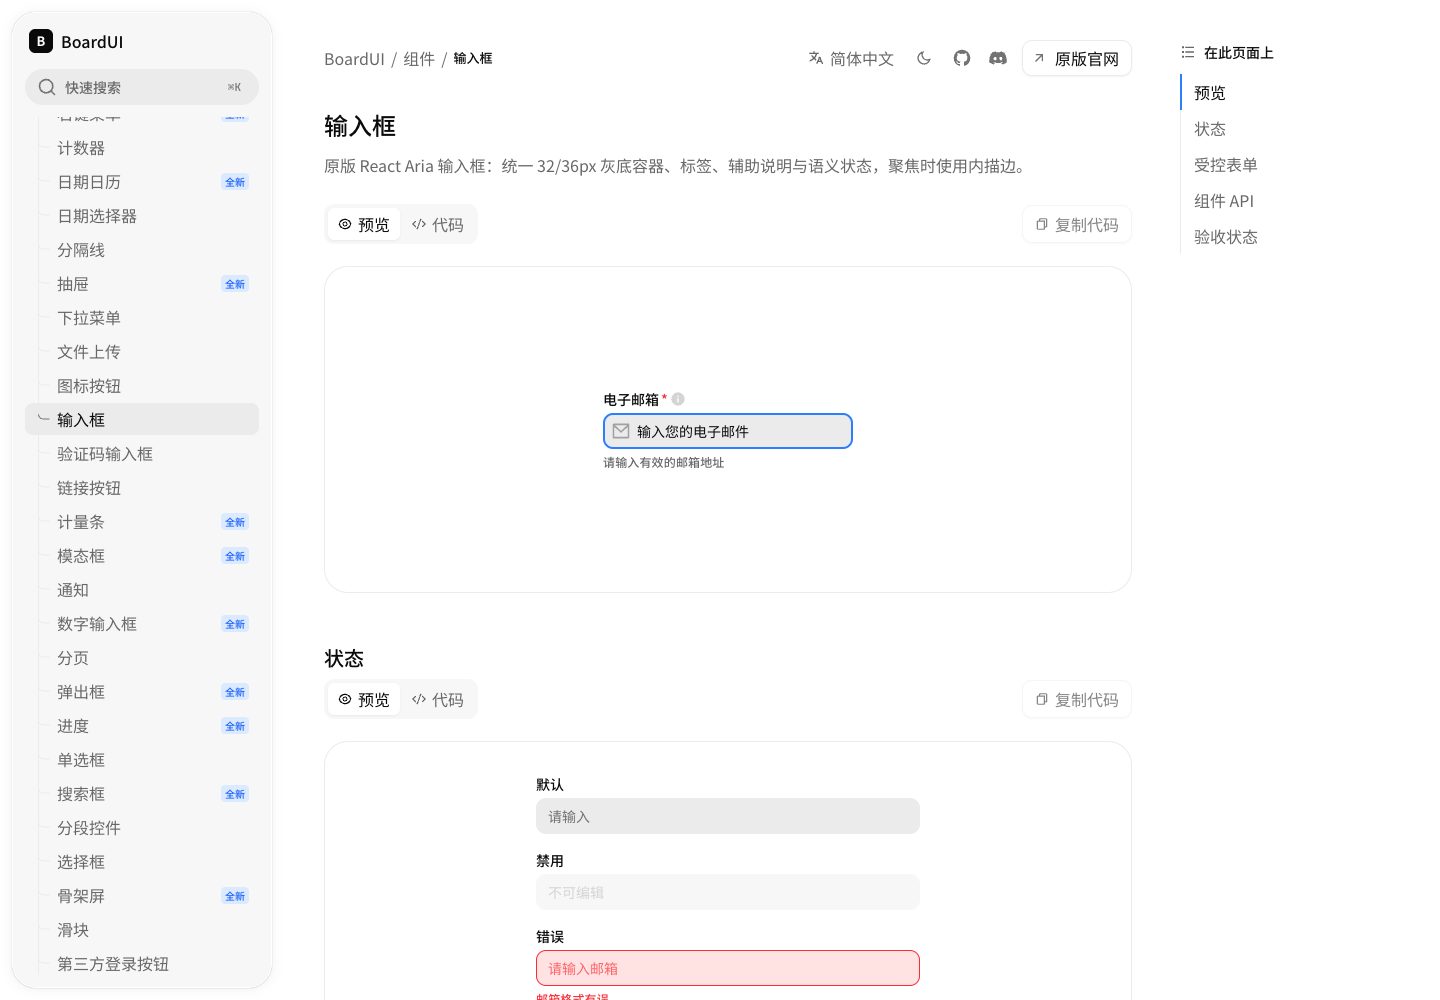 B BoardUI
快速搜索 ⌘K
右键菜单 全新
计数器
日期日历 全新
日期选择器
分隔线
抽屉 全新
下拉菜单
文件上传
图标按钮
输入框
验证码输入框
链接按钮
计量条 全新
模态框 全新
通知
数字输入框 全新
分页
弹出框 全新
进度 全新
单选框
搜索框 全新
分段控件
选择框
骨架屏 全新
滑块
第三方登录按钮
BoardUI / 组件 / 输入框
简体中文
原版官网
输入框
原版 React Aria 输入框：统一 32/36px 灰底容器、标签、辅助说明与语义状态，聚焦时使用内描边。
预览 代码 复制代码
电子邮箱 *
输入您的电子邮件
请输入有效的邮箱地址
状态
预览 代码 复制代码
默认
请输入
禁用
不可编辑
错误
请输入邮箱
邮箱格式有误
在此页面上
预览
状态
受控表单
组件 API
验收状态